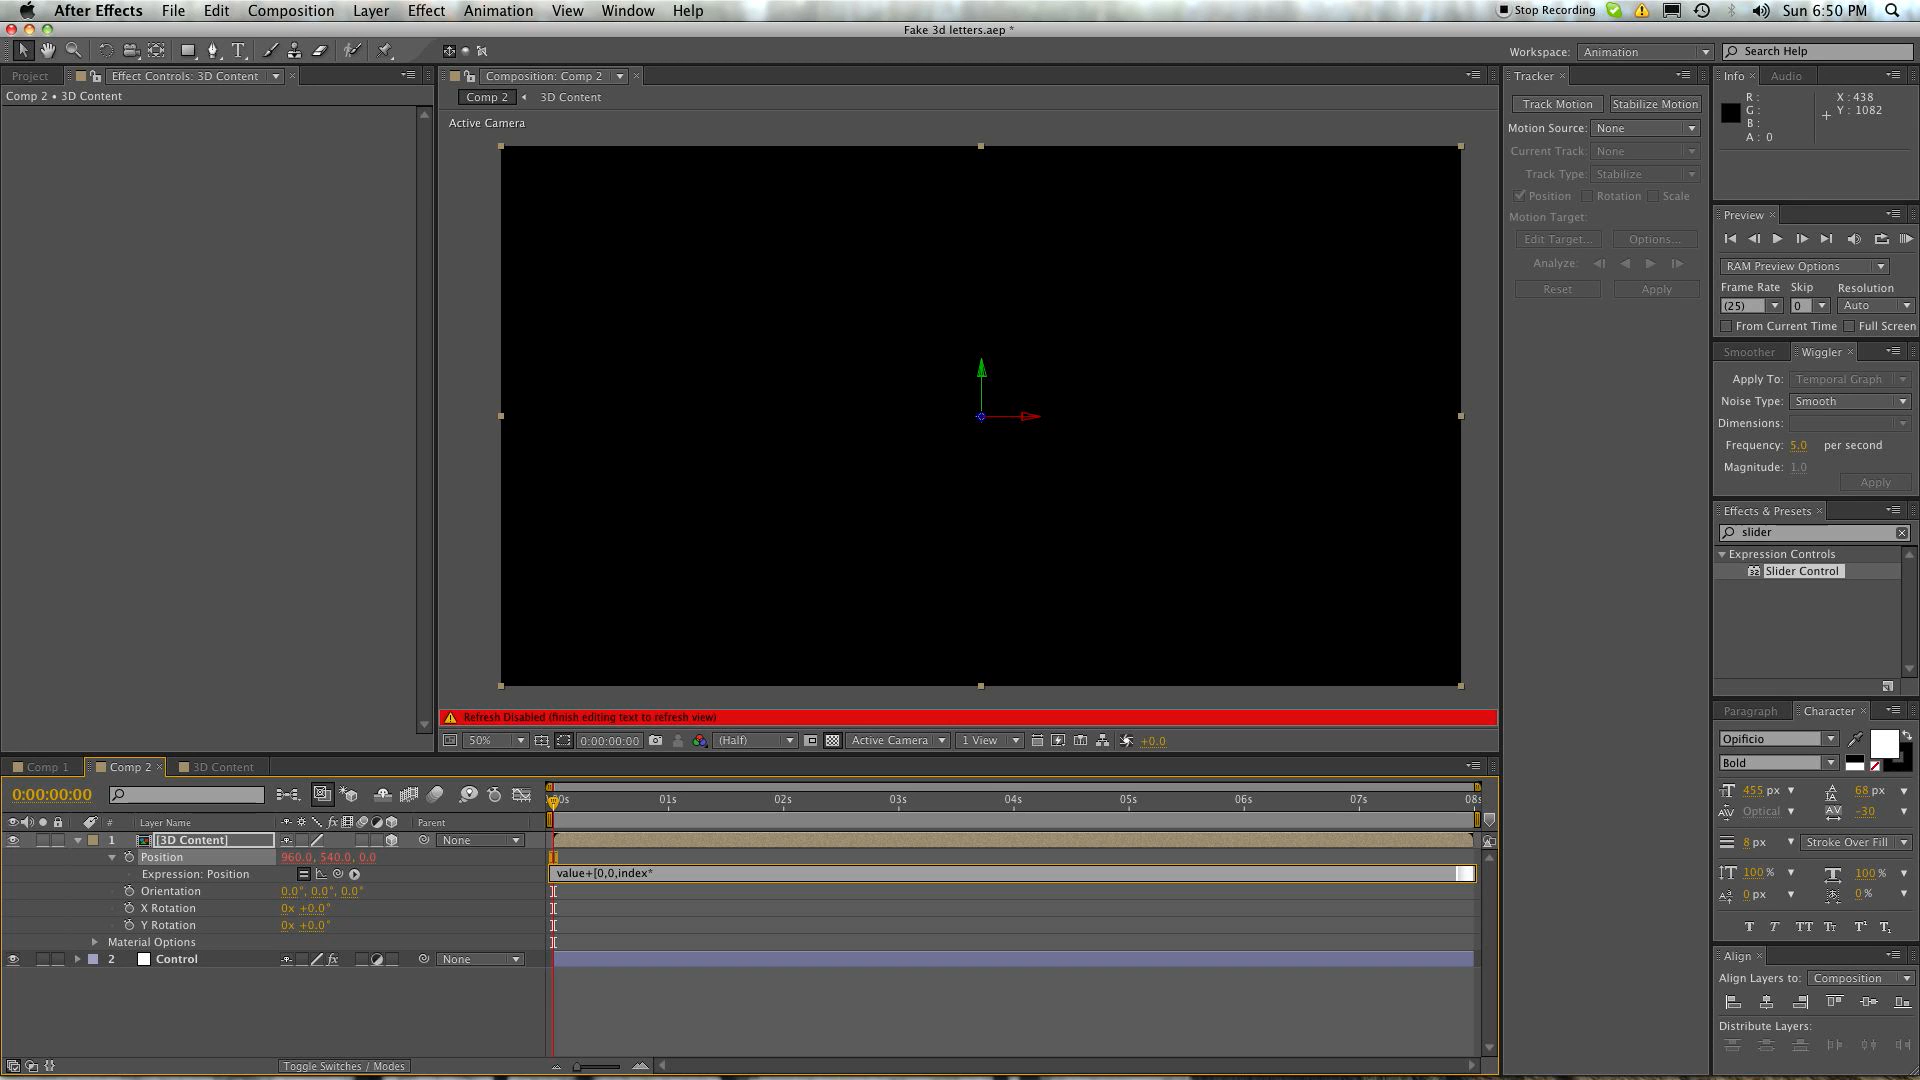 After Effects File Edit Composition Layer Effect Animation View Window Help Stop Recording Sun 6:50 PM
Fake 3d letters.aep *
Workspace: Animation Search Help
Project Effect Controls: 3D Content
Comp 2 • 3D Content
Composition: Comp 2
Comp 2 3D Content
Active Camera
Refresh Disabled (finish editing text to refresh view)
50% 0:00:00:00 (Half) Active Camera 1 View +0.0
Tracker
Track Motion Stabilize Motion
Motion Source: None
Current Track: None
Track Type: Stabilize
Position Rotation Scale
Motion Target:
Edit Target... Options...
Analyze:
Reset Apply
Info Audio
R : X : 438
G : Y : 1082
B :
A : 0
Preview
RAM Preview Options
Frame Rate Skip Resolution
(25) 0 Auto
From Current Time Full Screen
Smoother Wiggler
Apply To: Temporal Graph
Noise Type: Smooth
Dimensions:
Frequency: 5.0 per second
Magnitude: 1.0
Apply
Effects & Presets
slider
Expression Controls
32 Slider Control
Paragraph Character
Opificio
Bold
455 px 68 px
Optical -30
8 px Stroke Over Fill
100 % 100 %
0 px 0 %
T T TT Tr T¹ T,
Align
Align Layers to: Composition
Distribute Layers:
Comp 1 Comp 2 3D Content
0:00:00:00
00s 01s 02s 03s 04s 05s 06s 07s 08s
# Layer Name fx Parent
1 [3D Content] None
Position 960.0, 540.0, 0.0
Expression: Position value+[0,0,index*
Orientation 0.0°, 0.0°, 0.0°
X Rotation 0x +0.0°
Y Rotation 0x +0.0°
Material Options
2 Control fx None
Toggle Switches / Modes